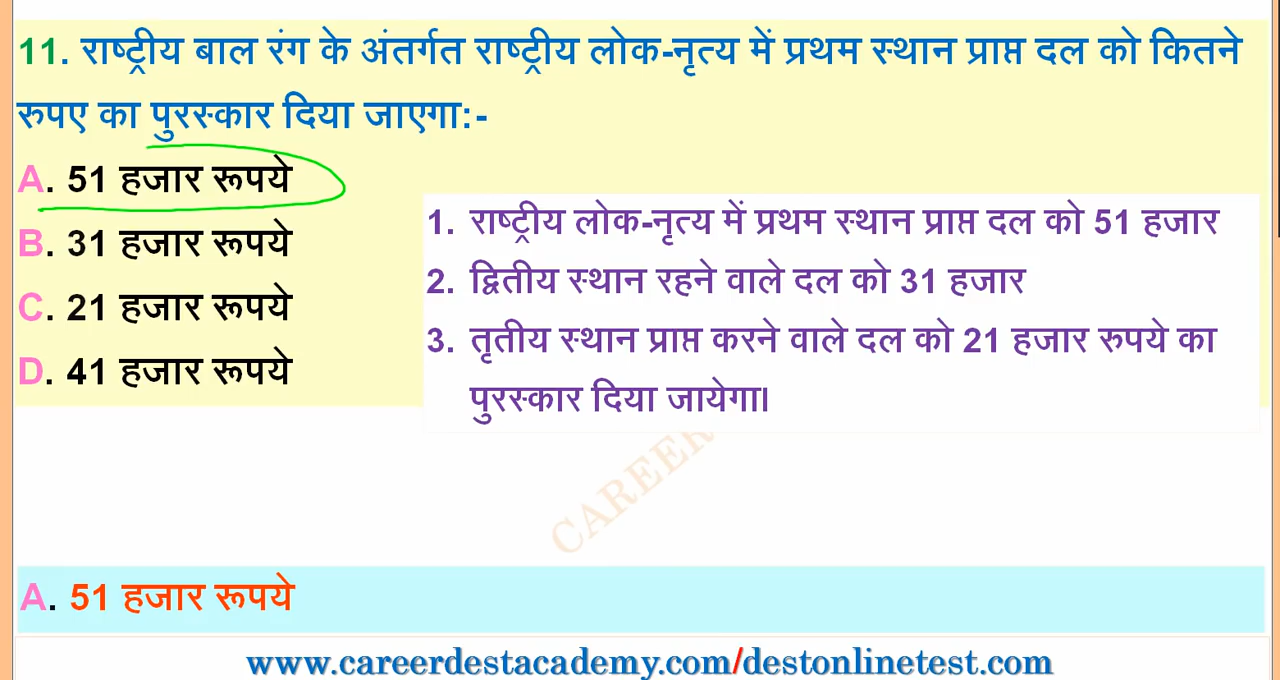 11. राष्ट्रीय बाल रंग के अंतर्गत राष्ट्रीय लोक-नृत्य में प्रथम स्थान प्राप्त दल को कितने
रुपए का पुरस्कार दिया जाएगा:-
A. 51 हजार रूपये
B. 31 हजार रूपये
C. 21 हजार रूपये
D. 41 हजार रूपये
1. राष्ट्रीय लोक-नृत्य में प्रथम स्थान प्राप्त दल को 51 हजार
2. द्वितीय स्थान रहने वाले दल को 31 हजार
3. तृतीय स्थान प्राप्त करने वाले दल को 21 हजार रुपये का
पुरस्कार दिया जायेगा।
CAREER
A. 51 हजार रूपये
www.careerdestacademy.com/destonlinetest.com